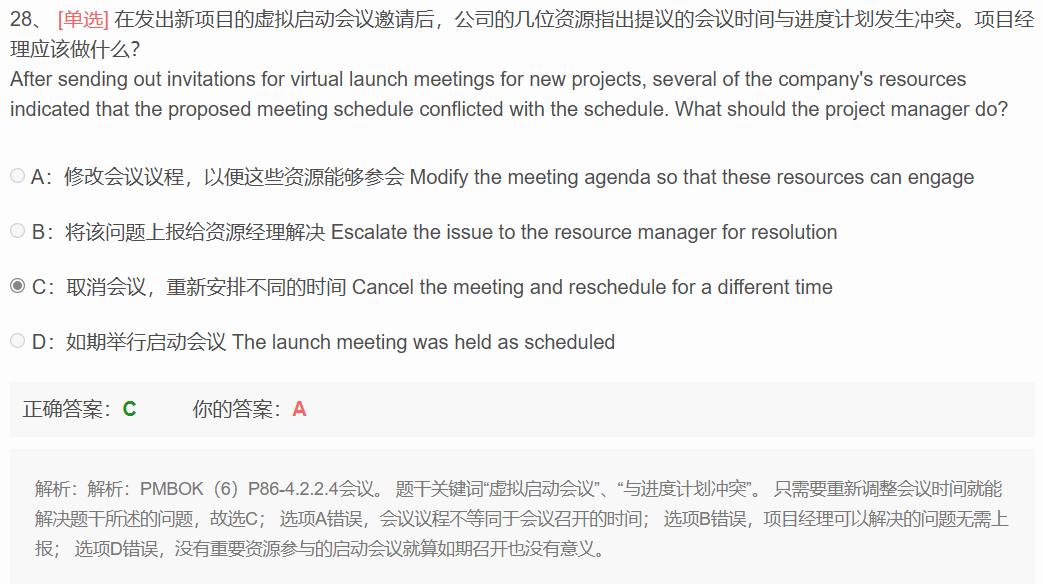 28、 [单选] 在发出新项目的虚拟启动会议邀请后，公司的几位资源指出提议的会议时间与进度计划发生冲突。项目经
理应该做什么?
After sending out invitations for virtual launch meetings for new projects, several of the company's resources
indicated that the proposed meeting schedule conflicted with the schedule. What should the project manager do?
A：修改会议议程，以便这些资源能够参会 Modify the meeting agenda so that these resources can engage
B：将该问题上报给资源经理解决 Escalate the issue to the resource manager for resolution
C：取消会议，重新安排不同的时间 Cancel the meeting and reschedule for a different time
D：如期举行启动会议 The launch meeting was held as scheduled
正确答案：C 你的答案：A
解析：解析：PMBOK（6）P86-4.2.2.4会议。 题干关键词“虚拟启动会议”、“与进度计划冲突”。 只需要重新调整会议时间就能
解决题干所述的问题，故选C； 选项A错误，会议议程不等同于会议召开的时间； 选项B错误，项目经理可以解决的问题无需上
报； 选项D错误，没有重要资源参与的启动会议就算如期召开也没有意义。